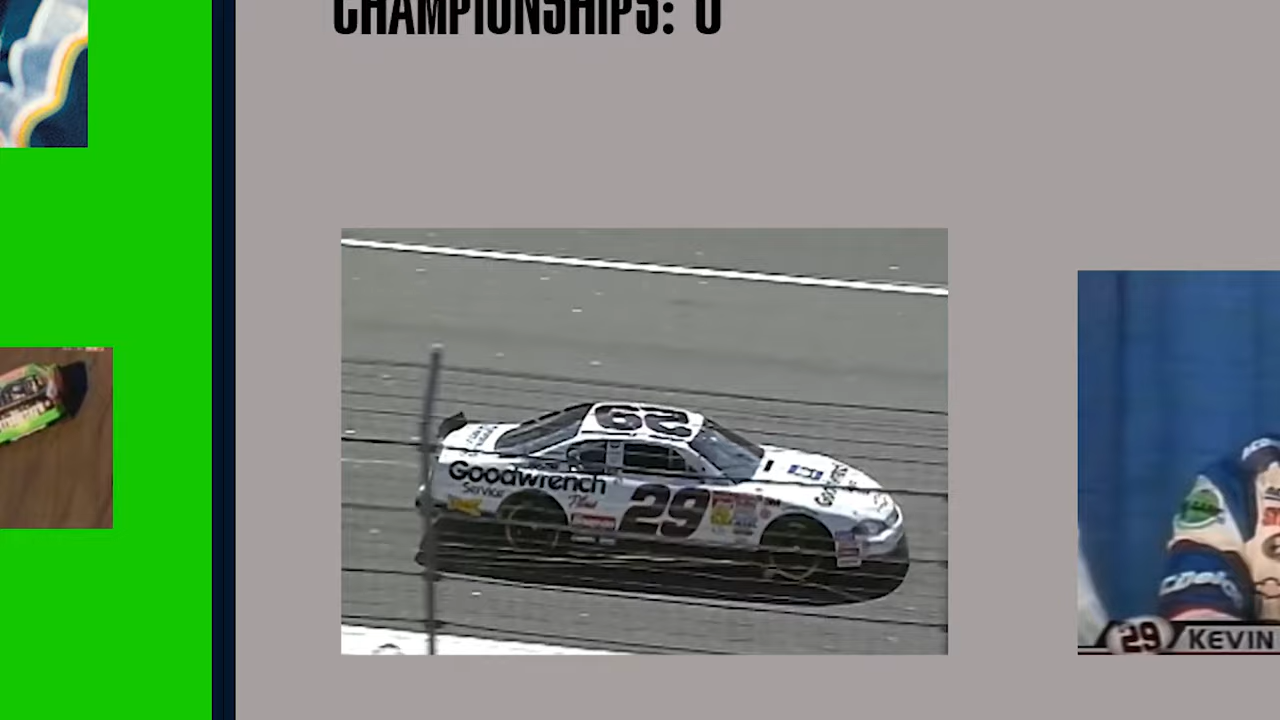 CHAMPIONSHIPS: 0
29
Goodwrench
Service
Plus
29
29 KEVIN